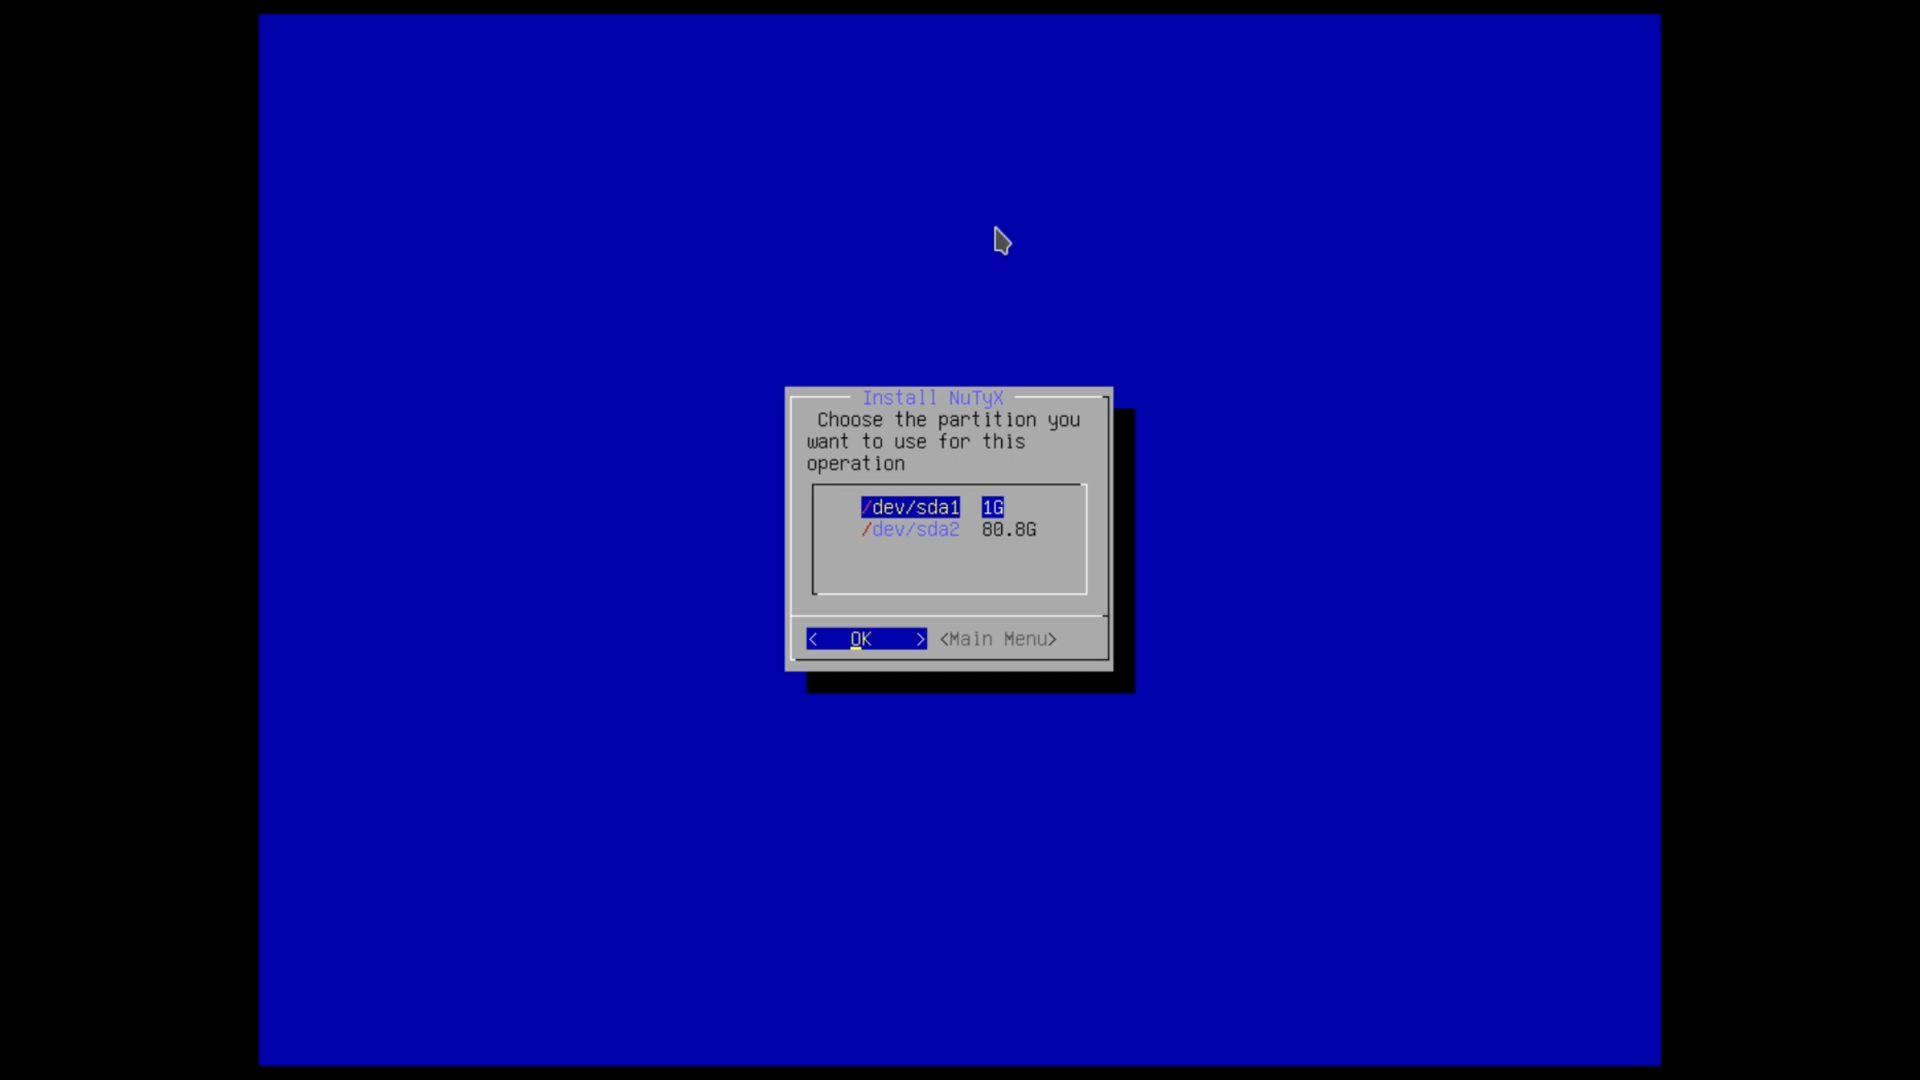 Install NuTyX
Choose the partition you
want to use for this
operation
/dev/sda1 1G
/dev/sda2 80.8G
< OK > <Main Menu>